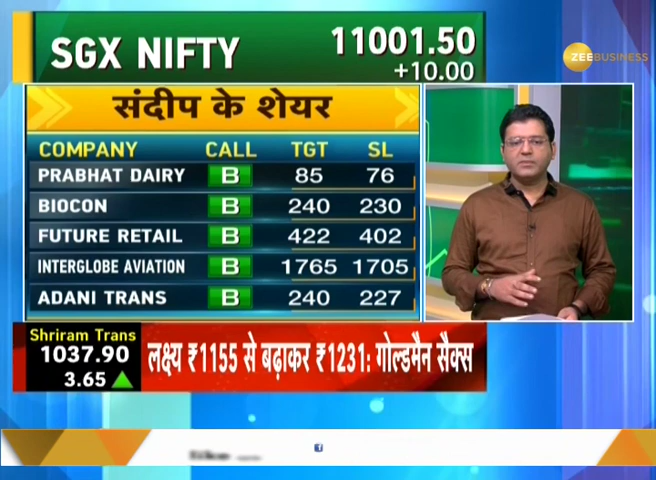 SGX NIFTY 11001.50
+10.00
ZEEBUSINESS
संदीप के शेयर
COMPANY CALL TGT SL
PRABHAT DAIRY B 85 76
BIOCON B 240 230
FUTURE RETAIL B 422 402
INTERGLOBE AVIATION B 1765 1705
ADANI TRANS B 240 227
Shriram Trans
1037.90
3.65
लक्ष्य ₹1155 से बढ़ाकर ₹1231: गोल्डमैन सैक्स